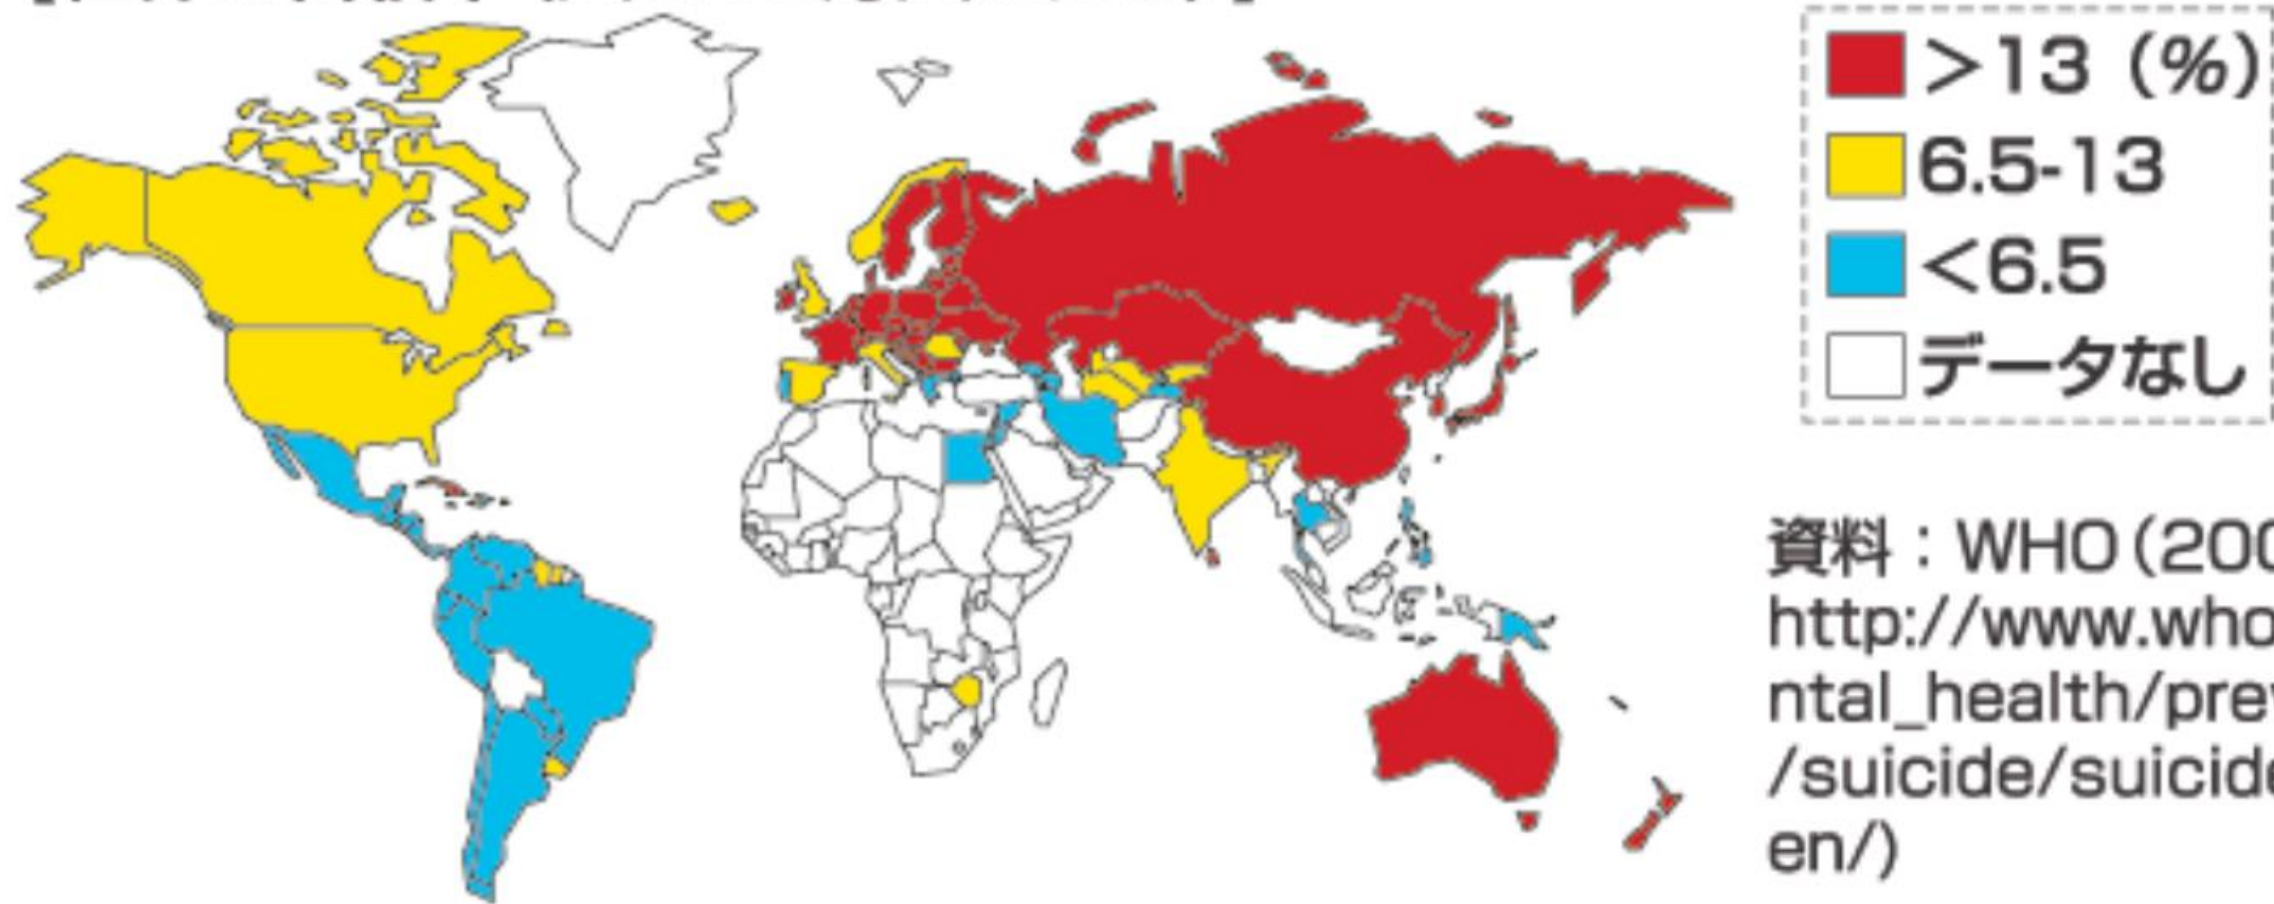 >13（%）
6.5-13
<6.5
データなし
資料：WHO（200
http://www.who
ntal_health/prev
/suicide/suicide
en/)